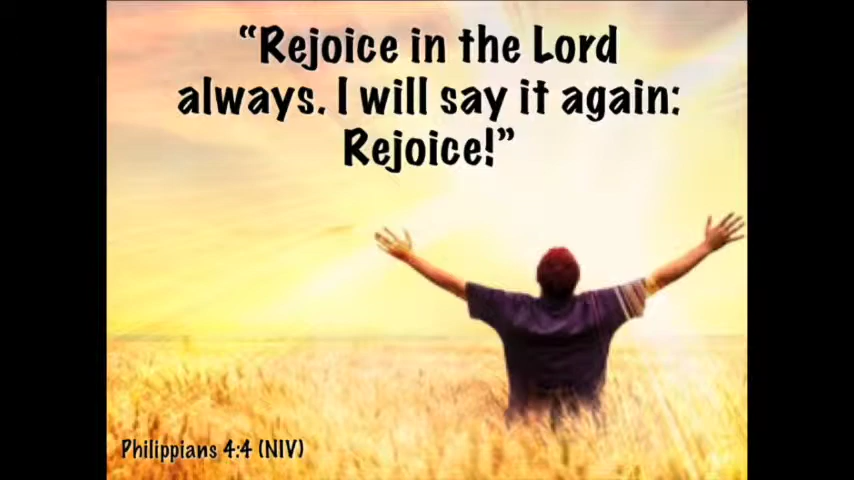 “Rejoice in the Lord
always. I will say it again:
Rejoice!”
Philippians 4:4 (NIV)